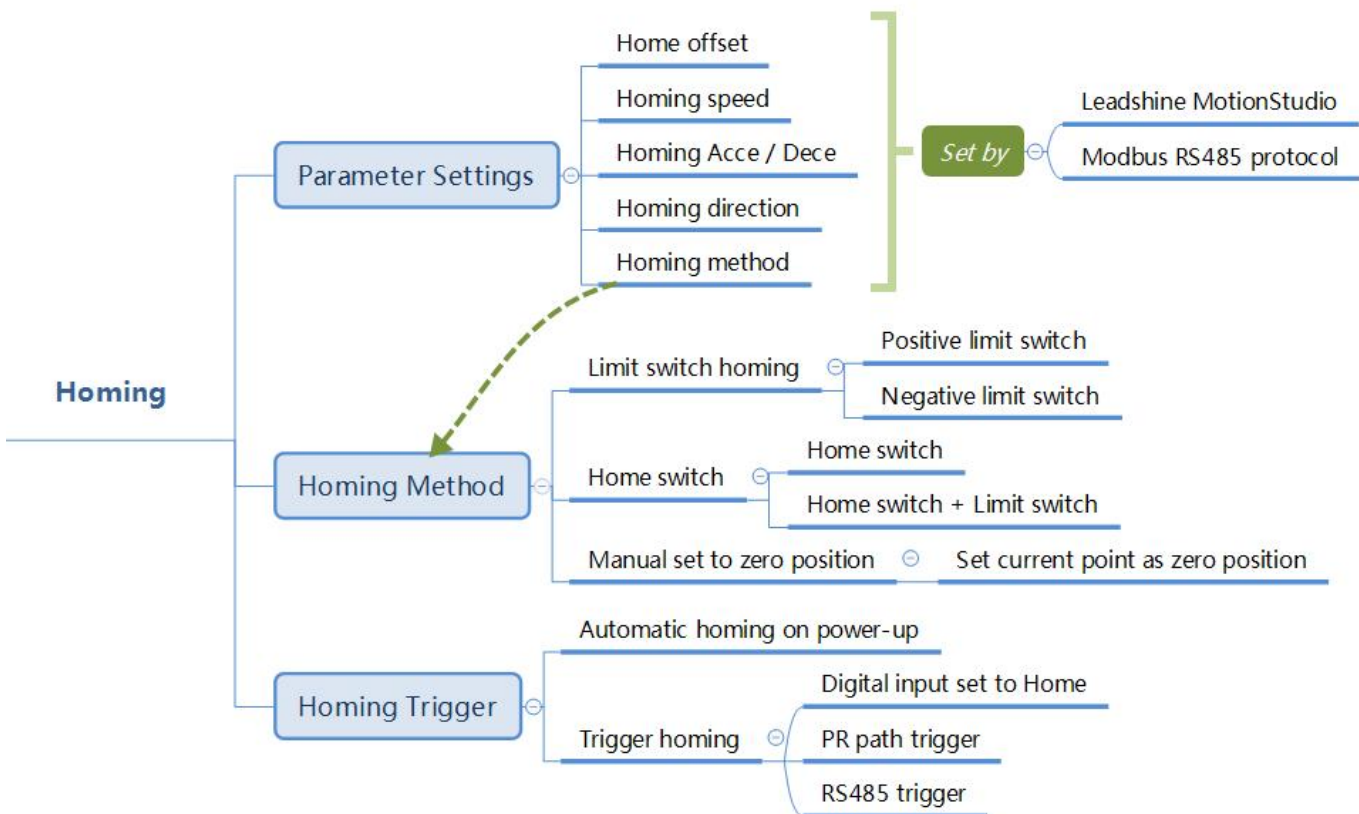 Homing
Parameter Settings
Home offset
Homing speed
Homing Acce / Dece
Homing direction
Homing method
Set by
Leadshine MotionStudio
Modbus RS485 protocol
Homing Method
Limit switch homing
Positive limit switch
Negative limit switch
Home switch
Home switch
Home switch + Limit switch
Manual set to zero position
Set current point as zero position
Homing Trigger
Automatic homing on power-up
Trigger homing
Digital input set to Home
PR path trigger
RS485 trigger